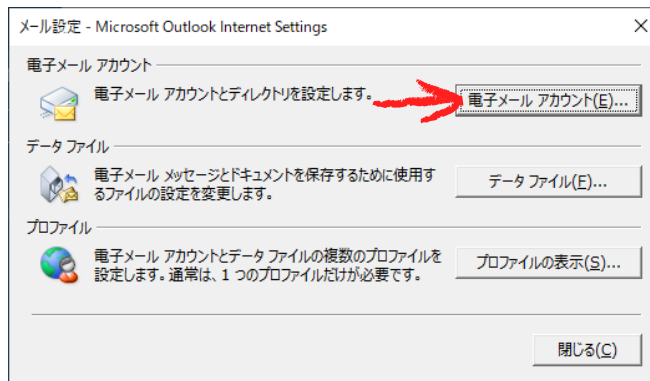 メール設定 - Microsoft Outlook Internet Settings
電子メール アカウント
電子メール アカウントとディレクトリを設定します。
電子メール アカウント(E)...
データ ファイル
電子メール メッセージとドキュメントを保存するために使用す
るファイルの設定を変更します。
データ ファイル(F)...
プロファイル
電子メール アカウントとデータ ファイルの複数のプロファイルを
設定します。通常は、1 つのプロファイルだけが必要です。
プロファイルの表示(S)...
閉じる(C)